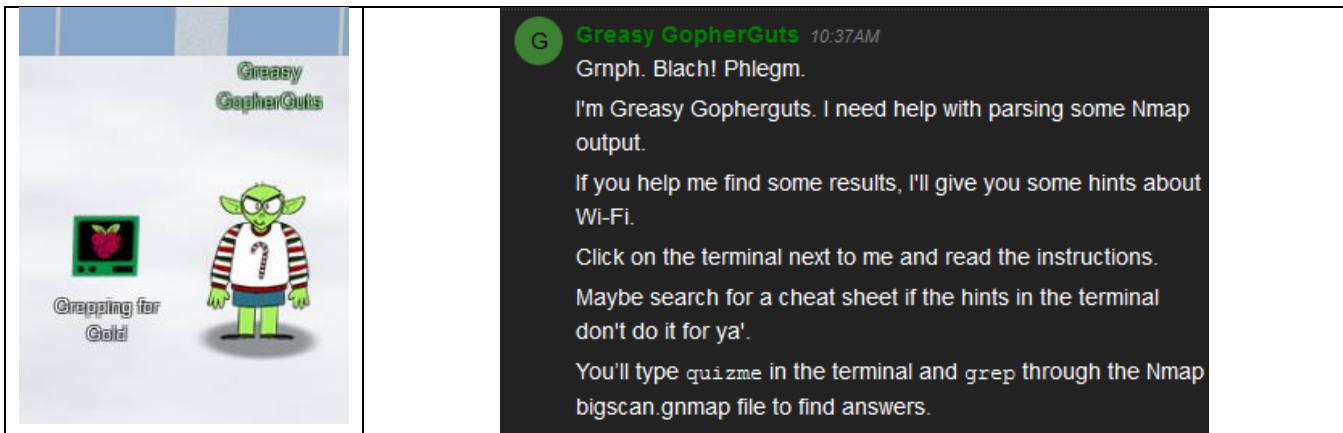 Greasy
GopherGuts
Grepping for
Gold
G
Greasy GopherGuts 10:37AM
Grnph. Blach! Phlegm.
I'm Greasy Gopherguts. I need help with parsing some Nmap
output.
If you help me find some results, I'll give you some hints about
Wi-Fi.
Click on the terminal next to me and read the instructions.
Maybe search for a cheat sheet if the hints in the terminal
don't do it for ya'.
You'll type quizme in the terminal and grep through the Nmap
bigscan.gnmap file to find answers.